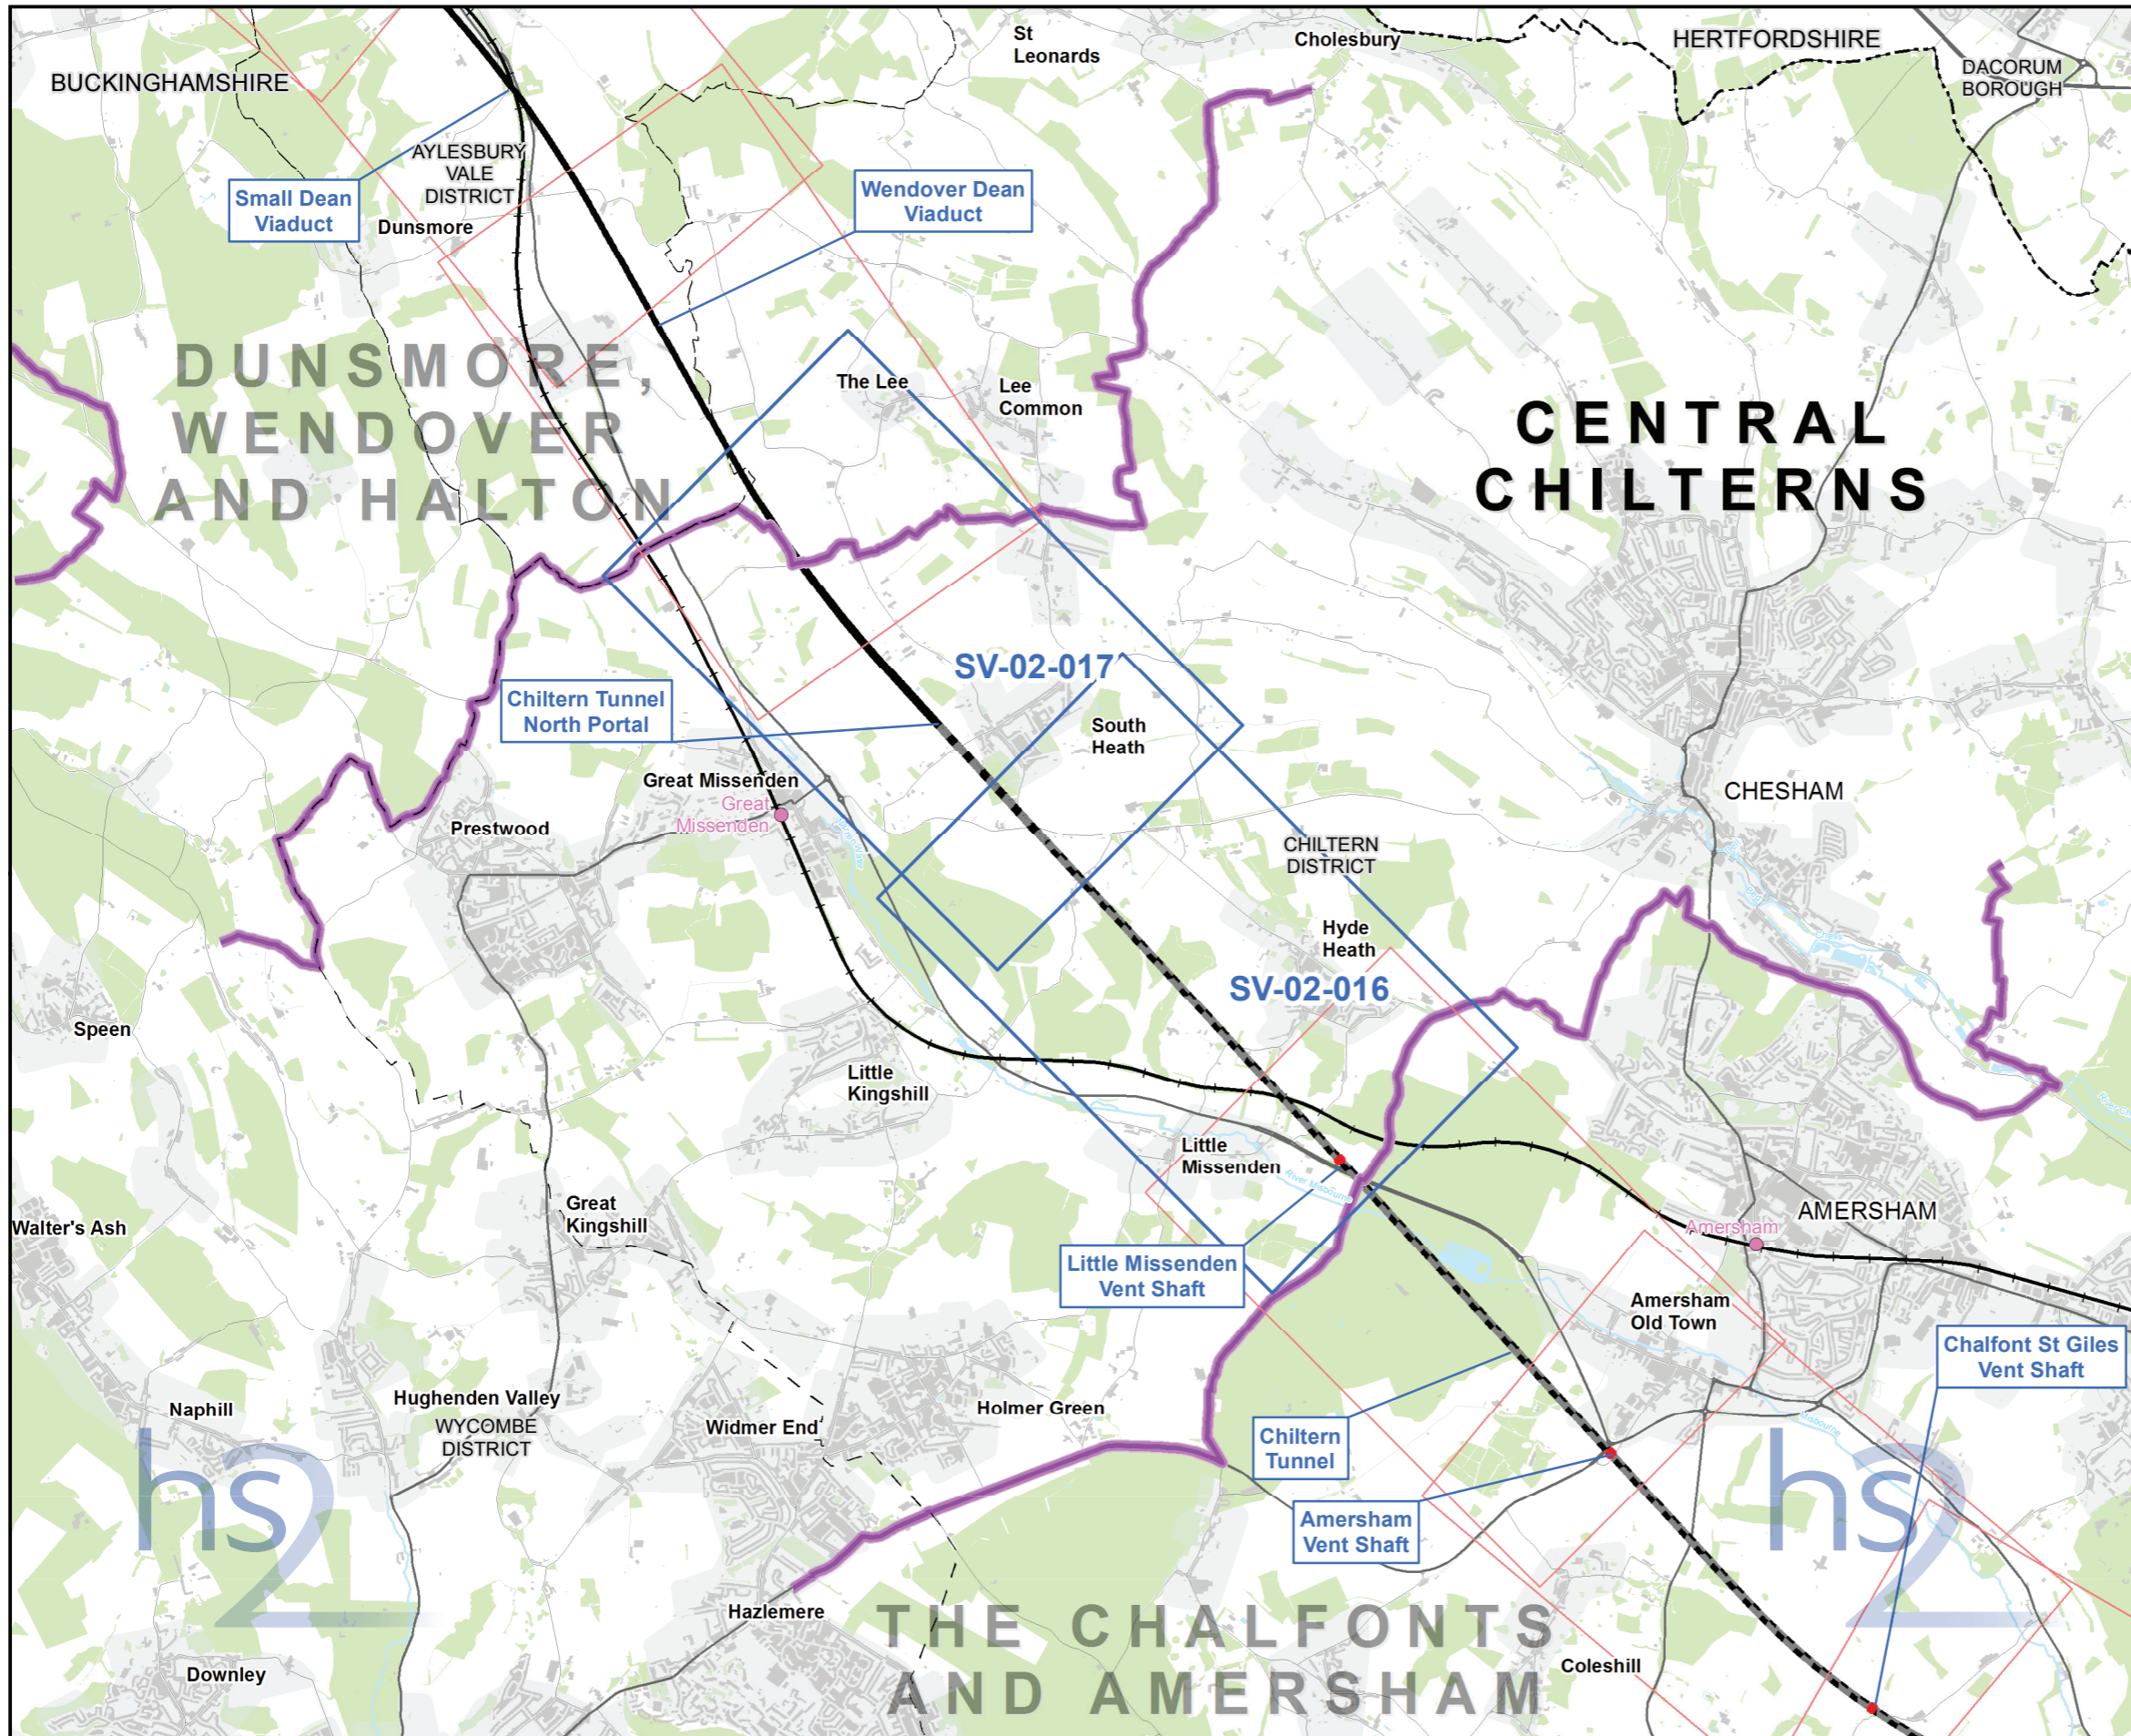 St
Leonards
Cholesbury
HERTFORDSHIRE
BUCKINGHAMSHIRE
DACORUM
BOROUGH
AYLESBURY
VALE
DISTRICT
Small Dean
Viaduct
Dunsmore
Wendover Dean
Viaduct
DUNSMORE,
WENDOVER
AND HALTON
The Lee
Lee
Common
CENTRAL
CHILTERNS
SV-02-017
Chiltern Tunnel
North Portal
South
Heath
Great Missenden
Great
Missenden
CHESHAM
Prestwood
CHILTERN
DISTRICT
Hyde
Heath
SV-02-016
Speen
Little
Kingshill
Little
Missenden
River Misbourne
Great
Kingshill
Walter's Ash
AMERSHAM
Amersham
Little Missenden
Vent Shaft
Amersham
Old Town
Chalfont St Giles
Vent Shaft
Naphill
Hughenden Valley
WYCOMBE
DISTRICT
Widmer End
Holmer Green
Misbourne
Chiltern
Tunnel
hs2
hs2
Amersham
Vent Shaft
Hazlemere
THE CHALFONTS
AND AMERSHAM
Coleshill
Downley